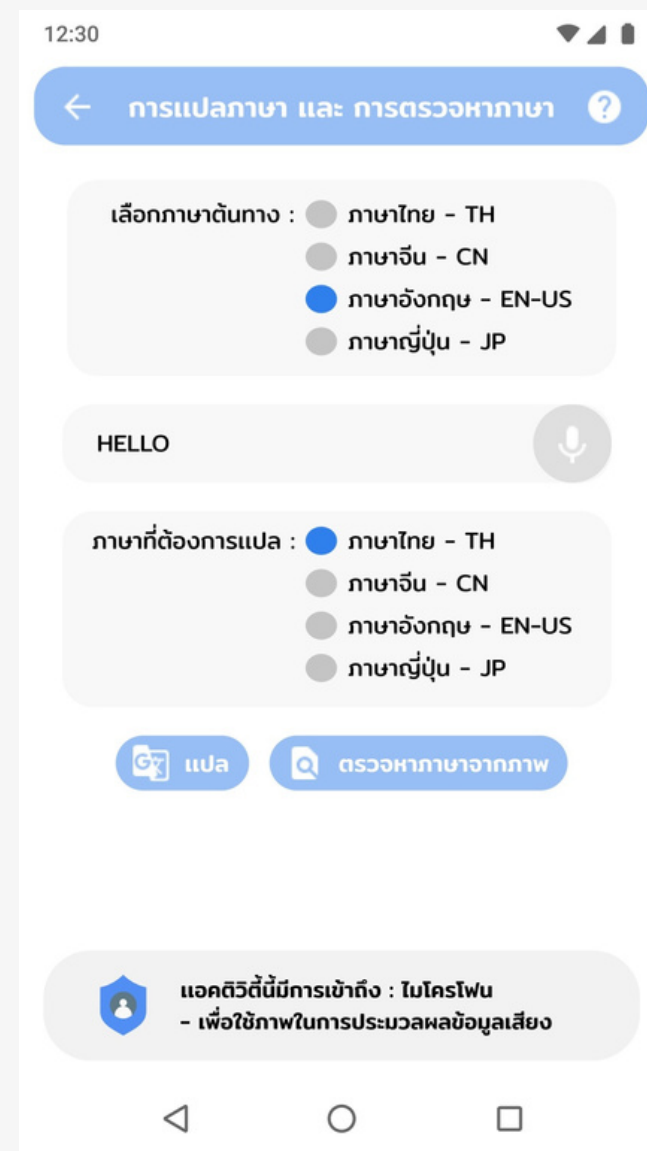 12:30
การแปลภาษา และ การตรวจหาภาษา ?
เลือกภาษาต้นทาง : ภาษาไทย - TH
ภาษาจีน - CN
ภาษาอังกฤษ - EN-US
ภาษาญี่ปุ่น - JP
HELLO
ภาษาที่ต้องการแปล : ภาษาไทย - TH
ภาษาจีน - CN
ภาษาอังกฤษ - EN-US
ภาษาญี่ปุ่น - JP
G文 แปล ตรวจหาภาษาจากภาพ
แอคติวิตี้นี้มีการเข้าถึง : ไมโครโฟน
- เพื่อใช้ภาพในการประมวลผลข้อมูลเสียง